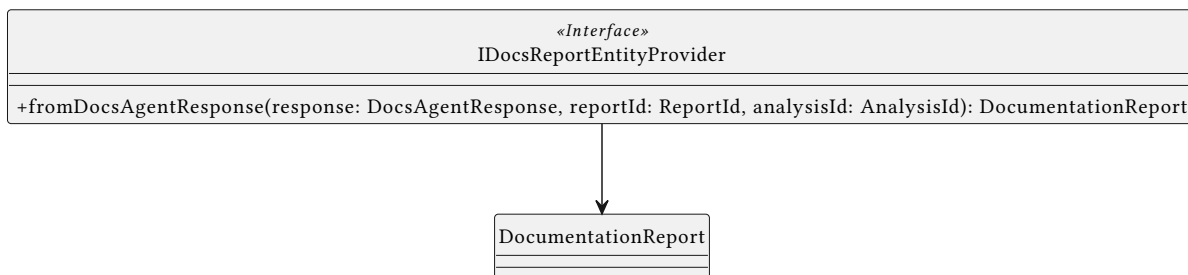 «Interface»
IDocsReportEntityProvider
+fromDocsAgentResponse(response: DocsAgentResponse, reportId: ReportId, analysisId: AnalysisId): DocumentationReport
DocumentationReport